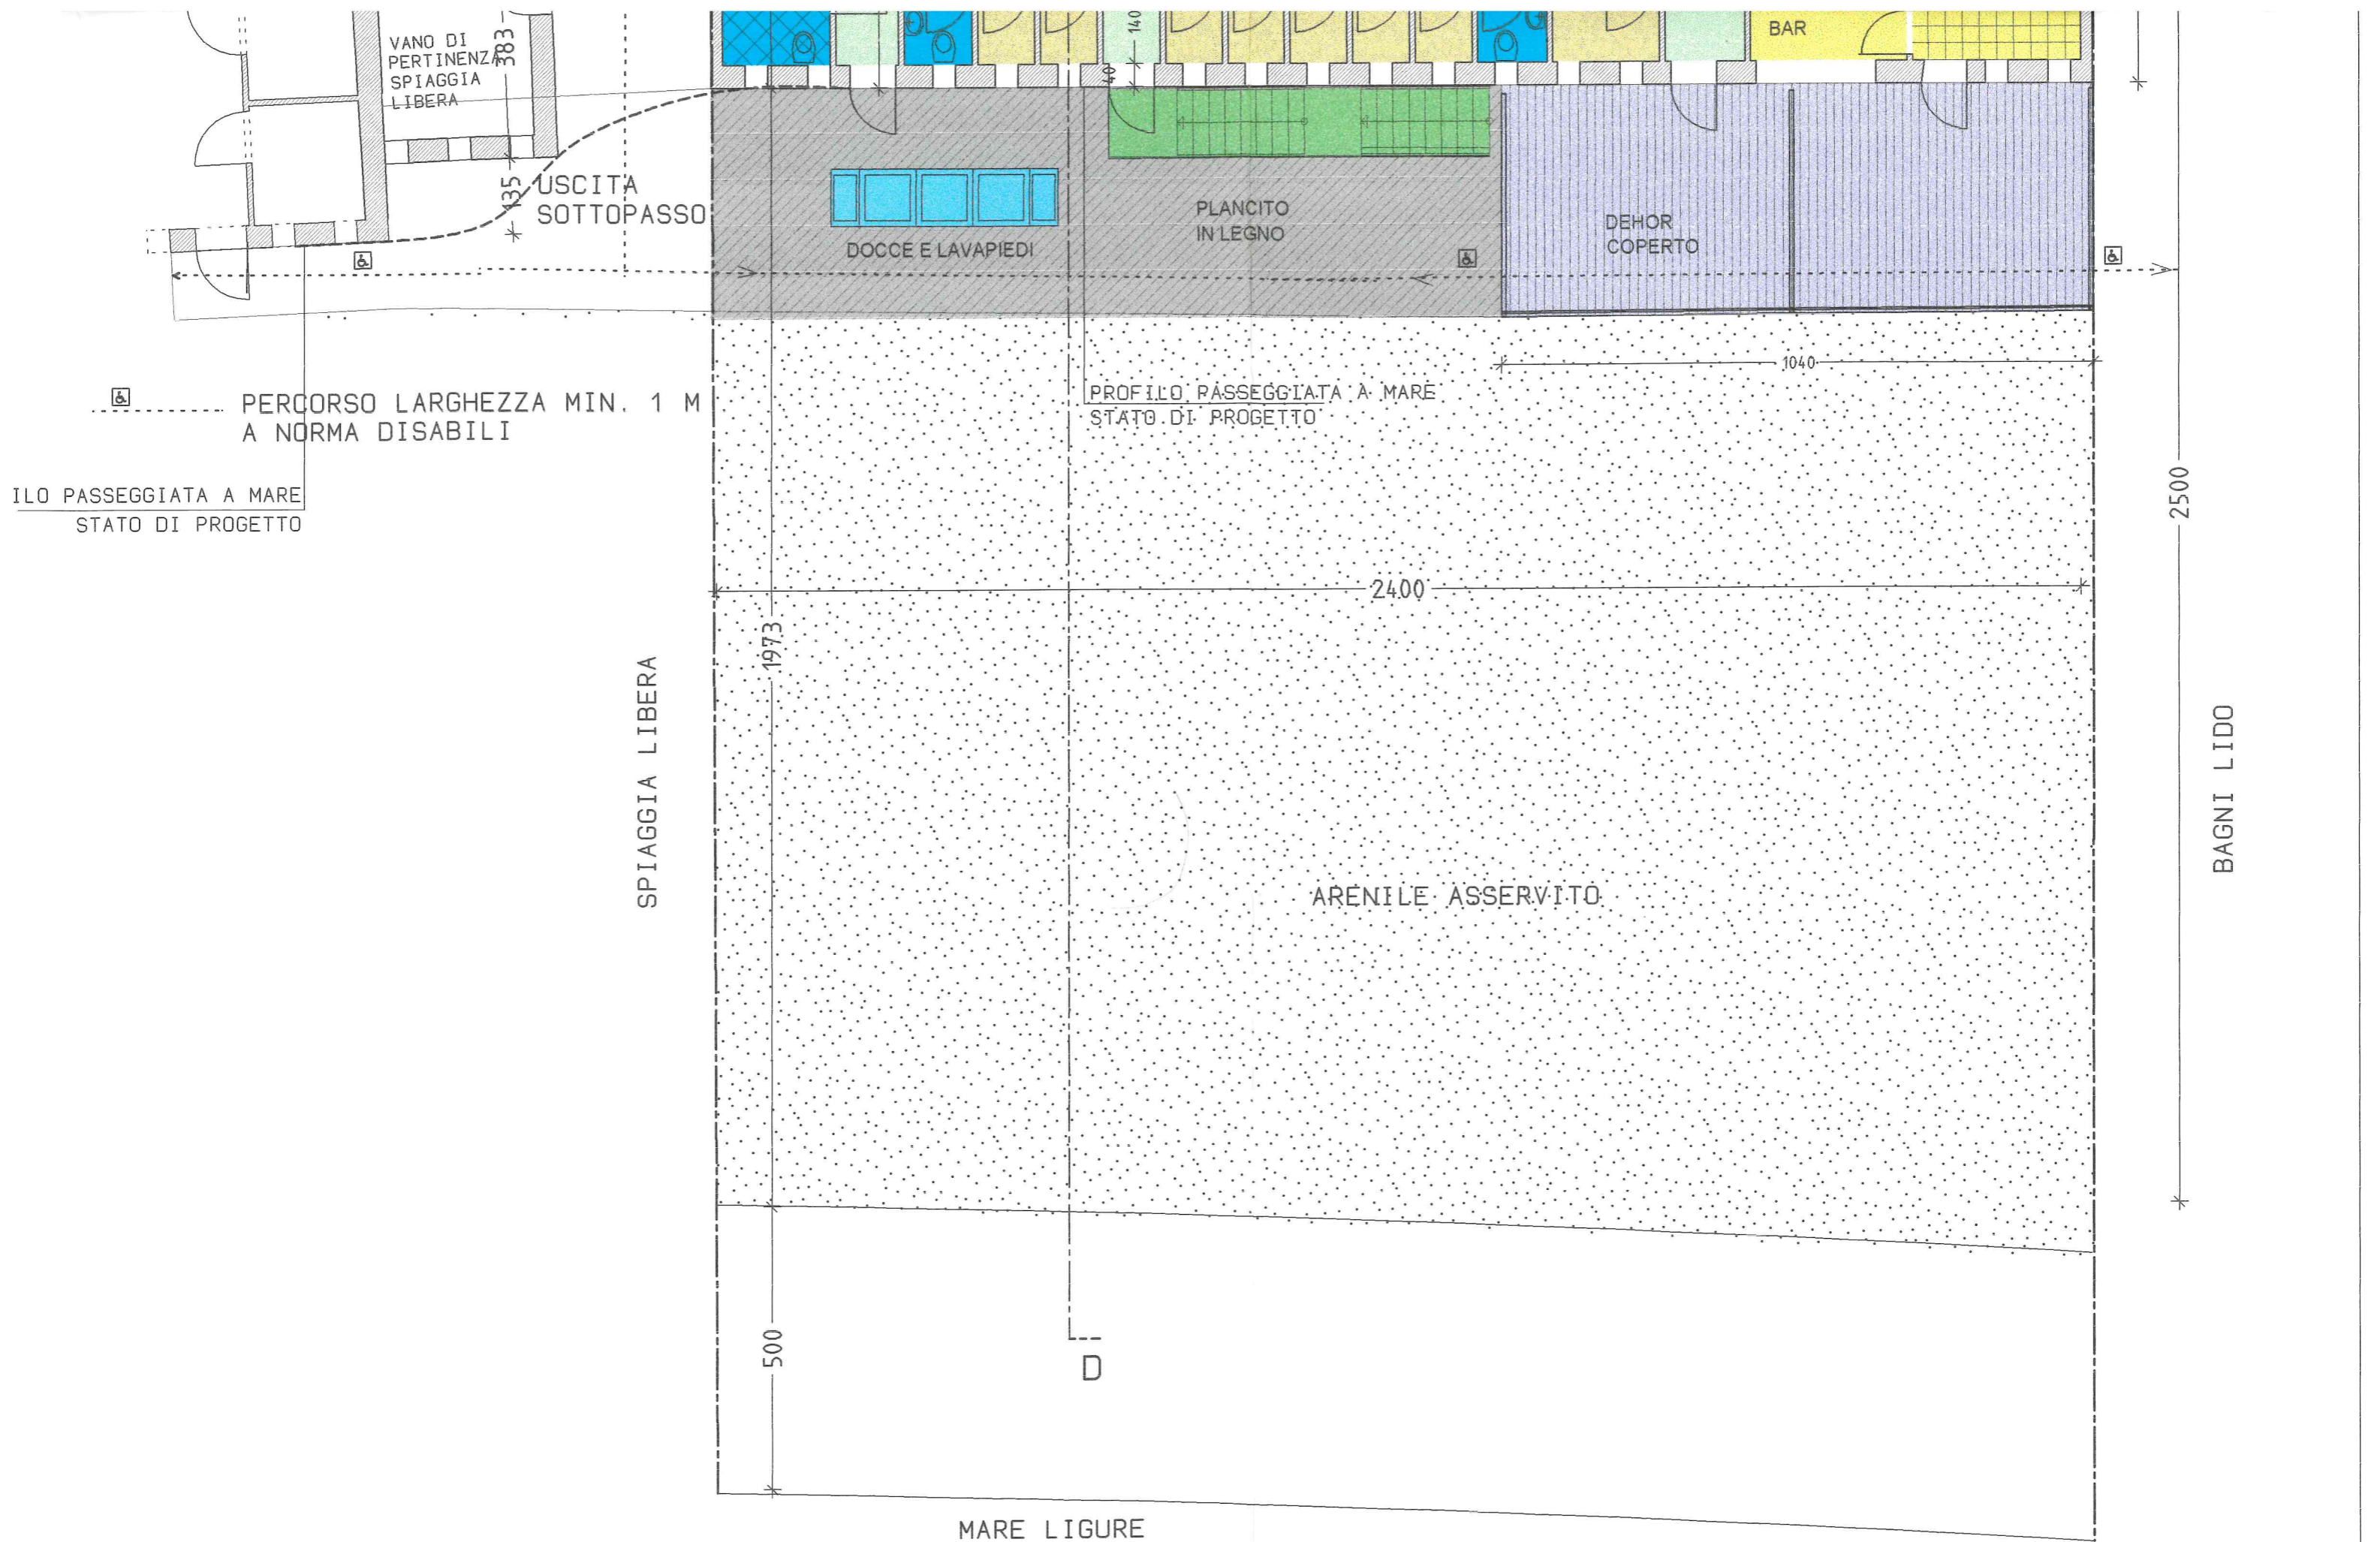 VANO DI
PERTINENZA
SPIAGGIA
LIBERA
383
135
USCITA
SOTTOPASSO
140
40
BAR
DOCCE E LAVAPIEDI
PLANCITO
IN LEGNO
DEHOR
COPERTO
1040
PERCORSO LARGHEZZA MIN. 1 M
A NORMA DISABILI
PROFILO PASSEGGIATA A MARE
STATO DI PROGETTO
ILO PASSEGGIATA A MARE
STATO DI PROGETTO
2500
2400
1973
SPIAGGIA LIBERA
BAGNI LIDO
ARENILE ASSERVITO
500
D
MARE LIGURE